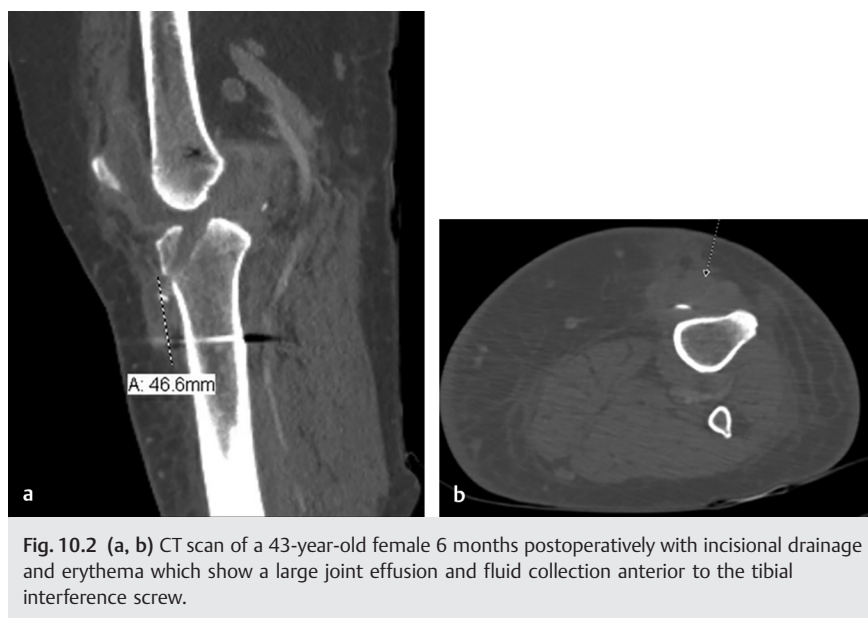 A: 46.6mm
a
b
Fig. 10.2 (a, b) CT scan of a 43-year-old female 6 months postoperatively with incisional drainage
and erythema which show a large joint effusion and fluid collection anterior to the tibial
interference screw.